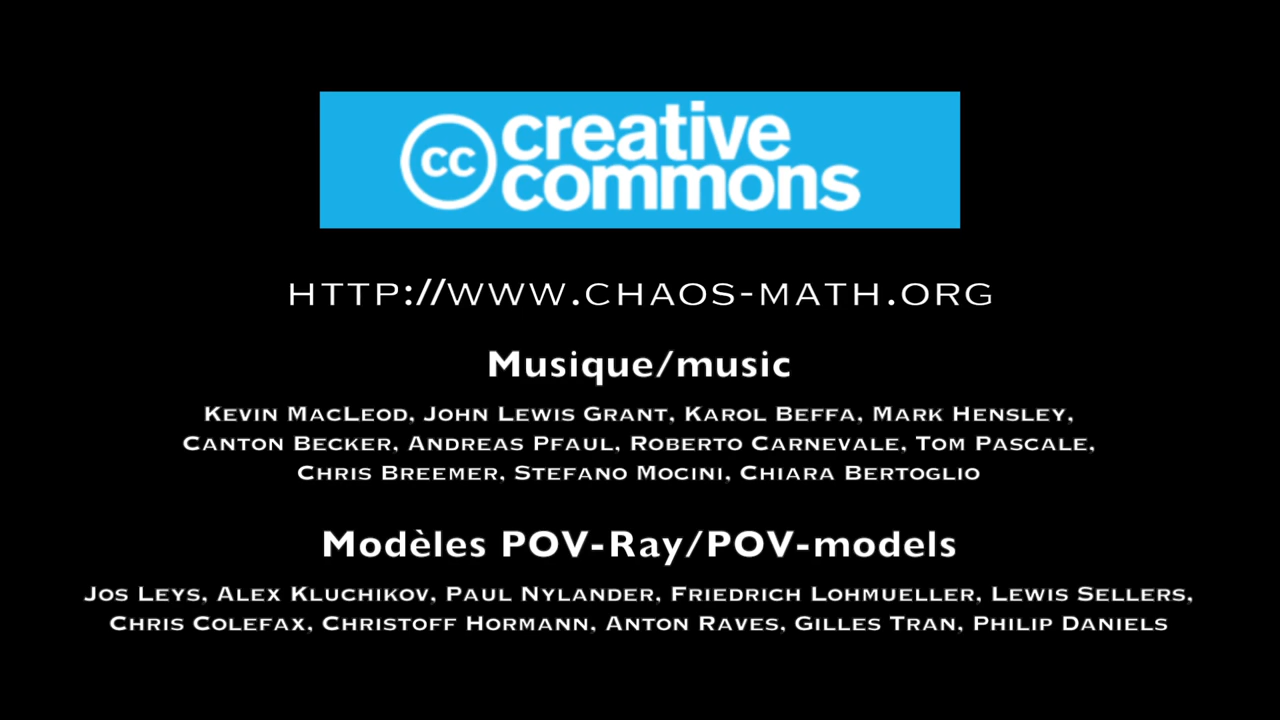 cc creative
commons
HTTP://WWW.CHAOS-MATH.ORG
Musique/music
Kevin MacLeod, John Lewis Grant, Karol Beffa, Mark Hensley,
Canton Becker, Andreas Pfaul, Roberto Carnevale, Tom Pascale,
Chris Breemer, Stefano Mocini, Chiara Bertoglio
Modèles POV-Ray/POV-models
Jos Leys, Alex Kluchikov, Paul Nylander, Friedrich Lohmueller, Lewis Sellers,
Chris Colefax, Christoff Hormann, Anton Raves, Gilles Tran, Philip Daniels